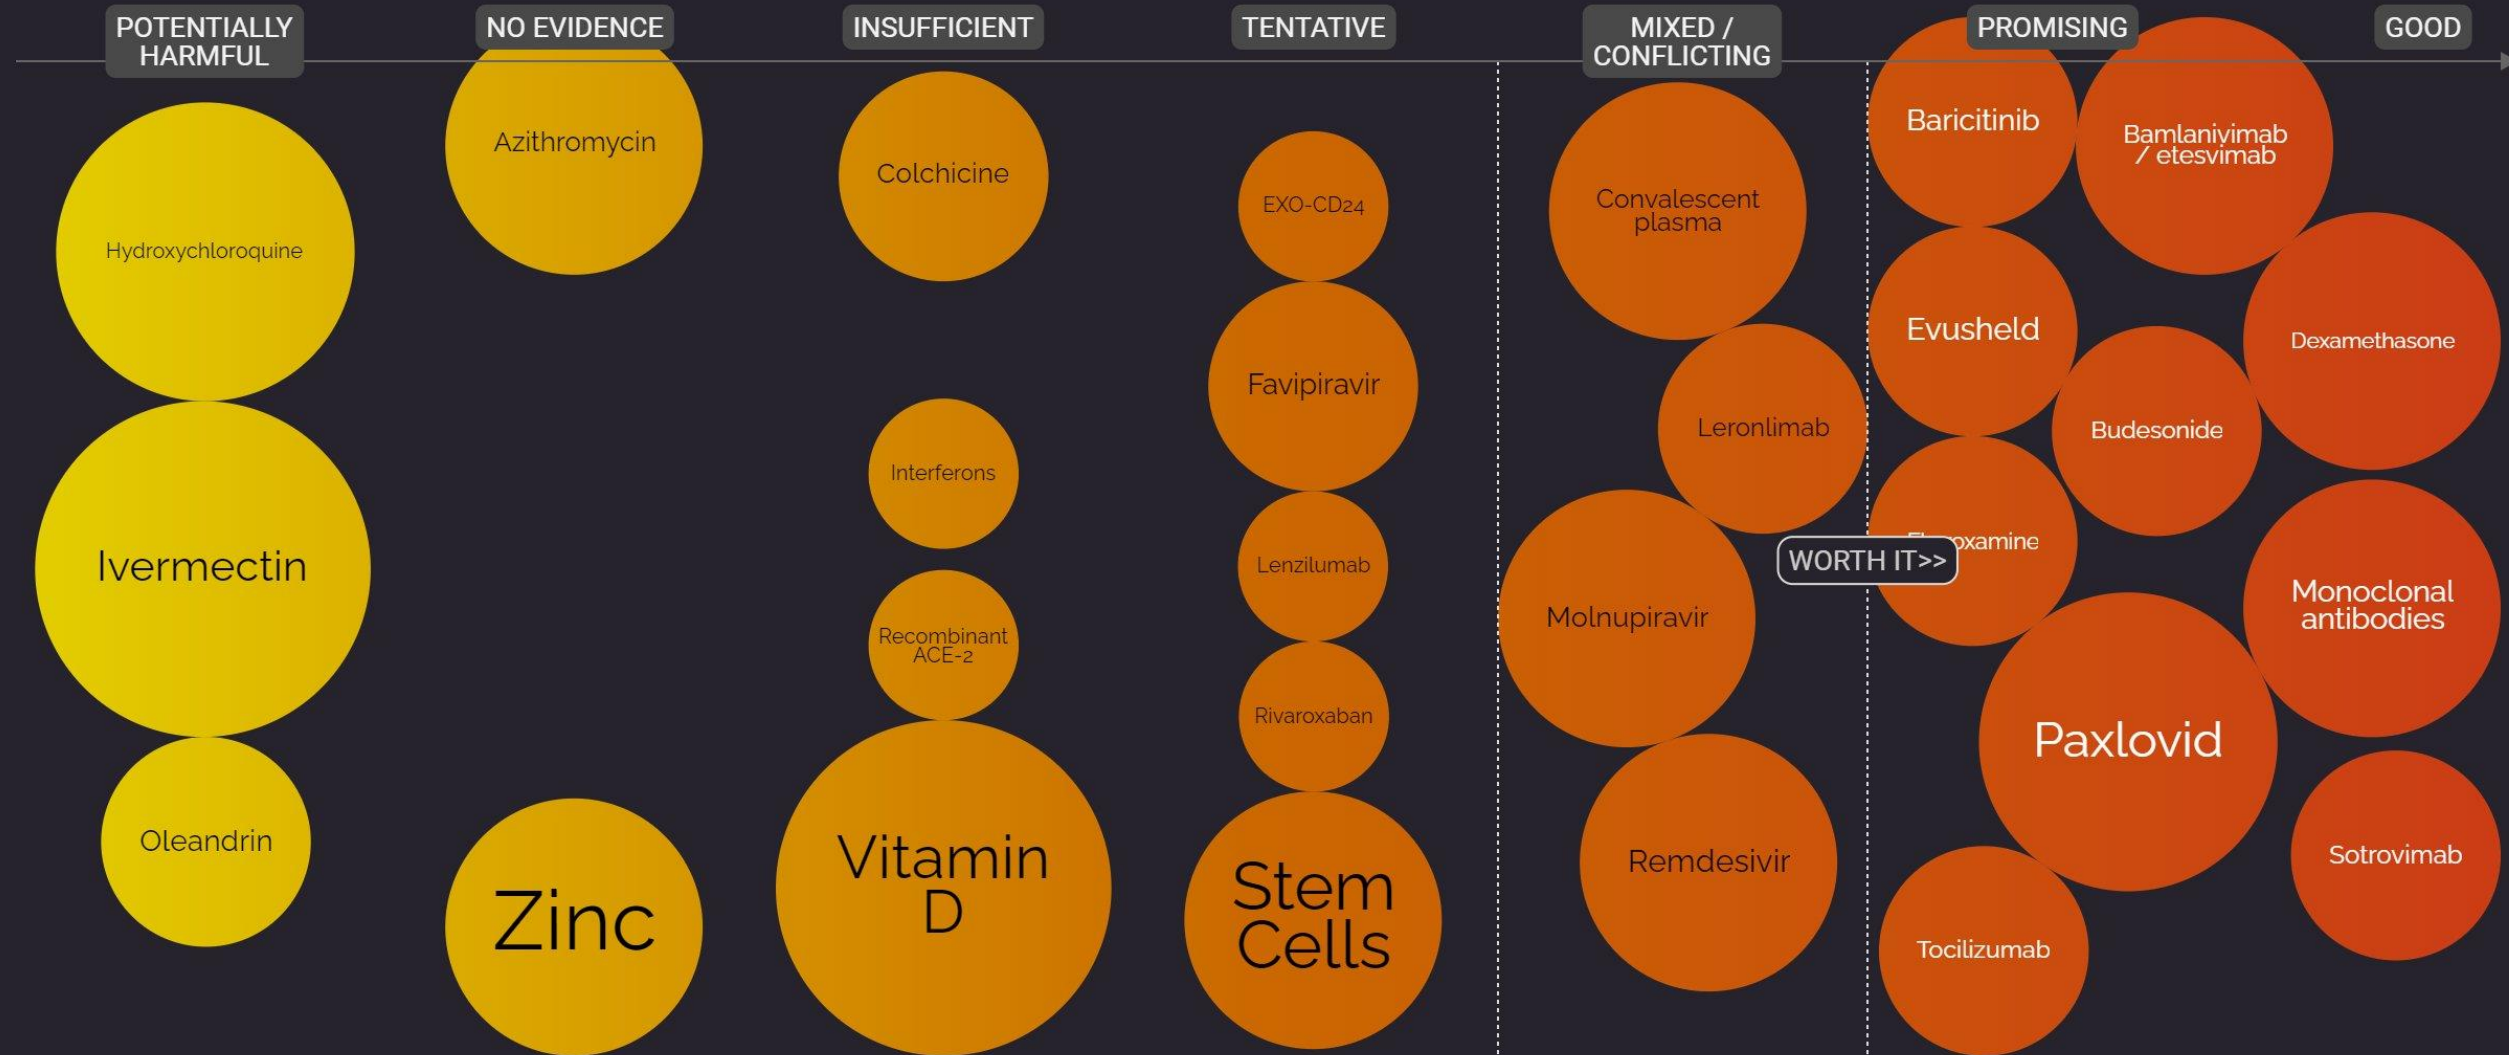 POTENTIALLY
HARMFUL
NO EVIDENCE
INSUFFICIENT
TENTATIVE
MIXED /
CONFLICTING
PROMISING
GOOD
Hydroxychloroquine
Ivermectin
Oleandrin
Azithromycin
Zinc
Colchicine
Interferons
Recombinant
ACE-2
Vitamin
D
EXO-CD24
Favipiravir
Lenzilumab
Rivaroxaban
Stem
Cells
Convalescent
plasma
Leronlimab
Molnupiravir
Remdesivir
WORTH IT>>
Baricitinib
Bamlanivimab
/ etesvimab
Evusheld
Dexamethasone
Budesonide
Monoclonal
antibodies
Paxlovid
Sotrovimab
Tocilizumab